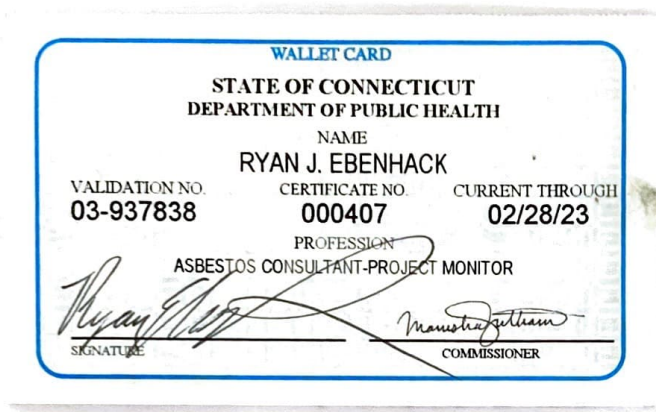 WALLET CARD
STATE OF CONNECTICUT
DEPARTMENT OF PUBLIC HEALTH
NAME
RYAN J. EBENHACK
VALIDATION NO. CERTIFICATE NO. CURRENT THROUGH
03-937838 000407 02/28/23
PROFESSION
ASBESTOS CONSULTANT-PROJECT MONITOR
SIGNATURE COMMISSIONER